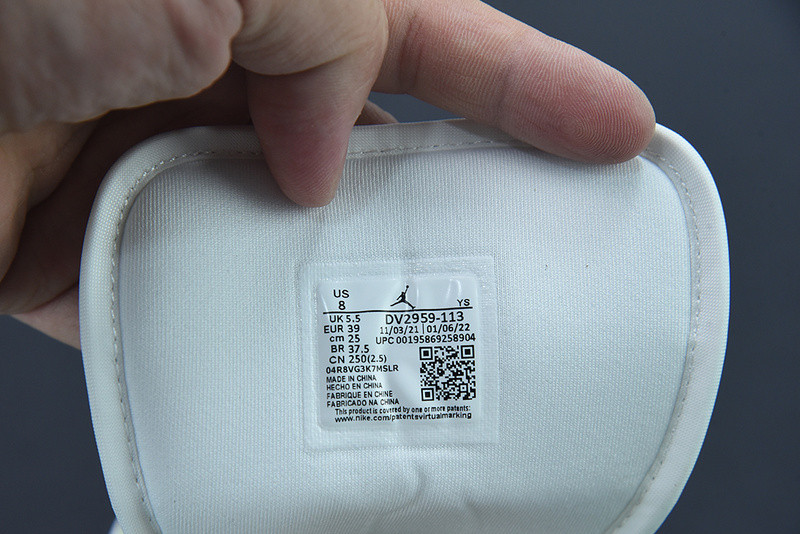 US
8
YS
UK 5.5
EUR 39
cm 25
BR 37.5
CN 250(2.5)
DV2959-113
11/03/21 | 01/06/22
UPC 00195869258904
04R8VG3K7MSLR
MADE IN CHINA
HECHO EN CHINA
FABRIQUE EN CHINE
FABRICADO NA CHINA
This product is covered by one or more patents:
www.nike.com/patentsvirtualmarking